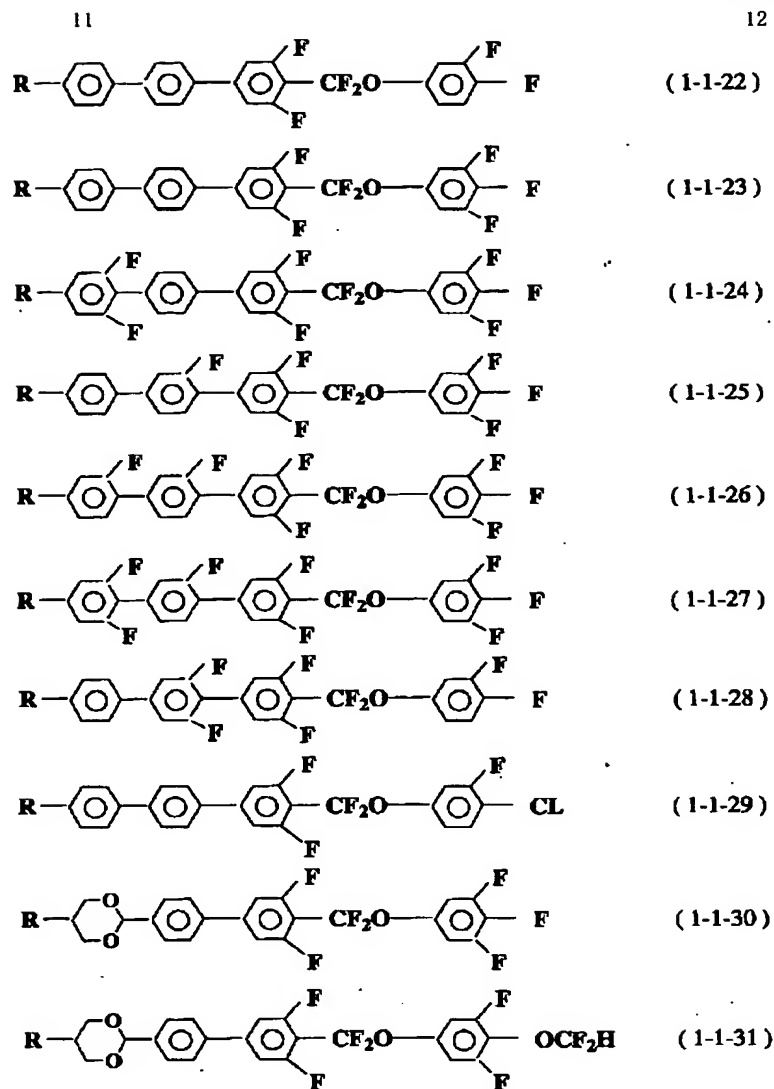 11 12
F F
R CF₂O F (1-1-22)
F
F F
R CF₂O F (1-1-23)
F F
F F F
R CF₂O F (1-1-24)
F F F
F F F
R CF₂O F (1-1-25)
F F
F F F F
R CF₂O F (1-1-26)
F F
F F F F
R CF₂O F (1-1-27)
F F F
F F F
R CF₂O F (1-1-28)
F F
F F
R CF₂O CL (1-1-29)
F
F F
O
R CF₂O F (1-1-30)
O
F F
F F
O
R CF₂O OCF₂H (1-1-31)
O
F F